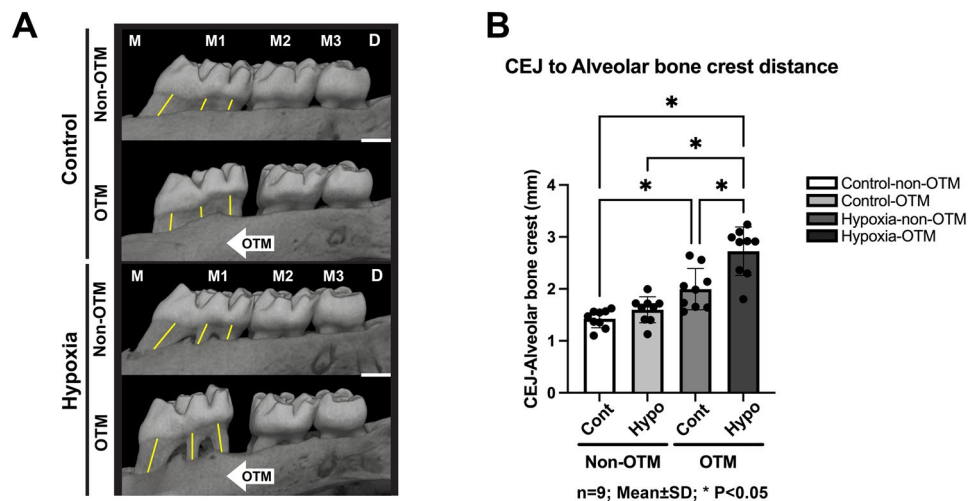 A
Control
Non-OTM
OTM
Hypoxia
Non-OTM
OTM
M M1 M2 M3 D
OTM
M M1 M2 M3 D
OTM
B
CEJ to Alveolar bone crest distance
*
*
* *
CEJ-Alveolar bone crest (mm)
4
3
2
1
0
Cont Hypo Cont Hypo
Non-OTM OTM
n=9; Mean±SD; * P<0.05
Control-non-OTM
Control-OTM
Hypoxia-non-OTM
Hypoxia-OTM